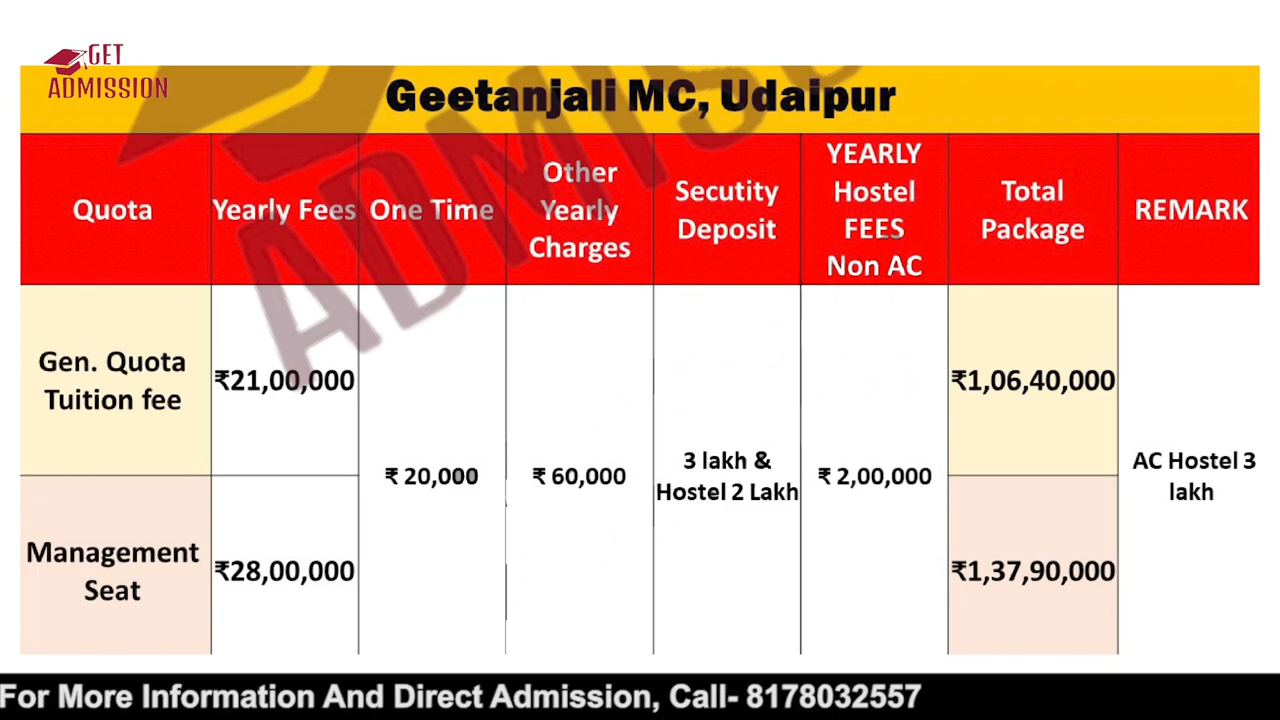 GET
ADMISSION
Geetanjali MC, Udaipur
Quota
Yearly Fees
One Time
Other
Yearly
Charges
Secutity
Deposit
YEARLY
Hostel
FEES
Non AC
Total
Package
REMARK
Gen. Quota
Tuition fee
₹21,00,000
₹ 20,000
₹ 60,000
3 lakh &
Hostel 2 Lakh
₹ 2,00,000
₹1,06,40,000
AC Hostel 3
lakh
Management
Seat
₹28,00,000
₹1,37,90,000
ADMISS
For More Information And Direct Admission, Call- 8178032557